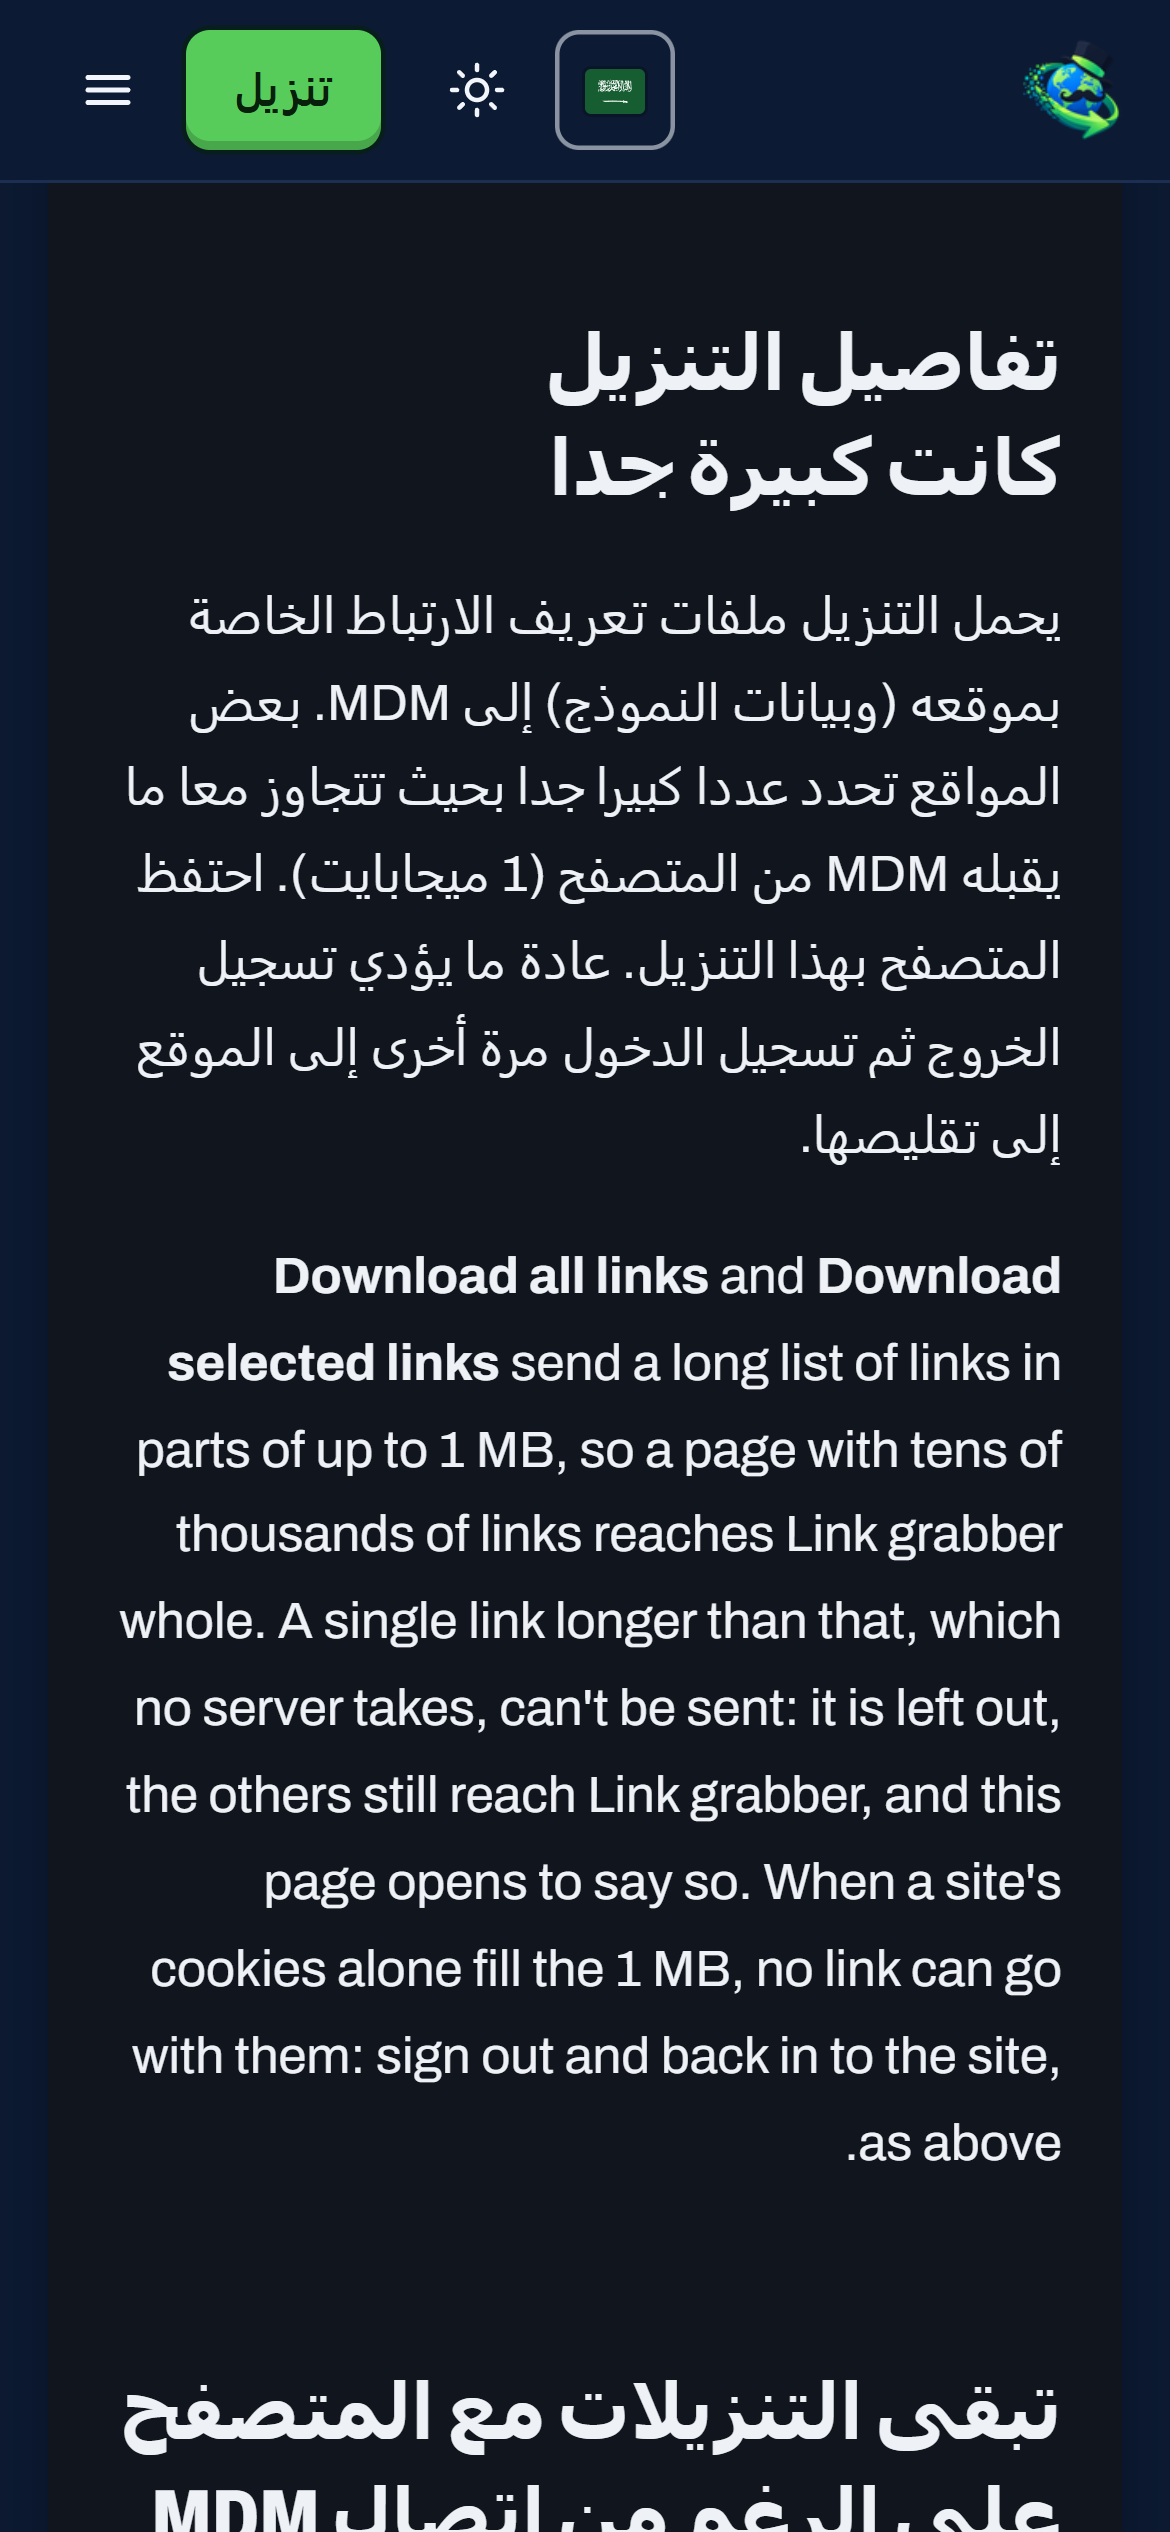 تنزيل
تفاصيل التنزيل
كانت كبيرة جدا
يحمل التنزيل ملفات تعريف الارتباط الخاصة
بموقعه (وبيانات النموذج) إلى MDM. بعض
المواقع تحدد عددا كبيرا جدا بحيث تتجاوز معا ما
يقبله MDM من المتصفح (1 ميجابايت). احتفظ
المتصفح بهذا التنزيل. عادة ما يؤدي تسجيل
الخروج ثم تسجيل الدخول مرة أخرى إلى الموقع
إلى تقليصها.
Download all links and Download
selected links send a long list of links in
parts of up to 1 MB, so a page with tens of
thousands of links reaches Link grabber
whole. A single link longer than that, which
no server takes, can't be sent: it is left out,
the others still reach Link grabber, and this
page opens to say so. When a site's
cookies alone fill the 1 MB, no link can go
with them: sign out and back in to the site,
as above.
تبقى التنزيلات مع المتصفح
على الرغم من اتصال MDM